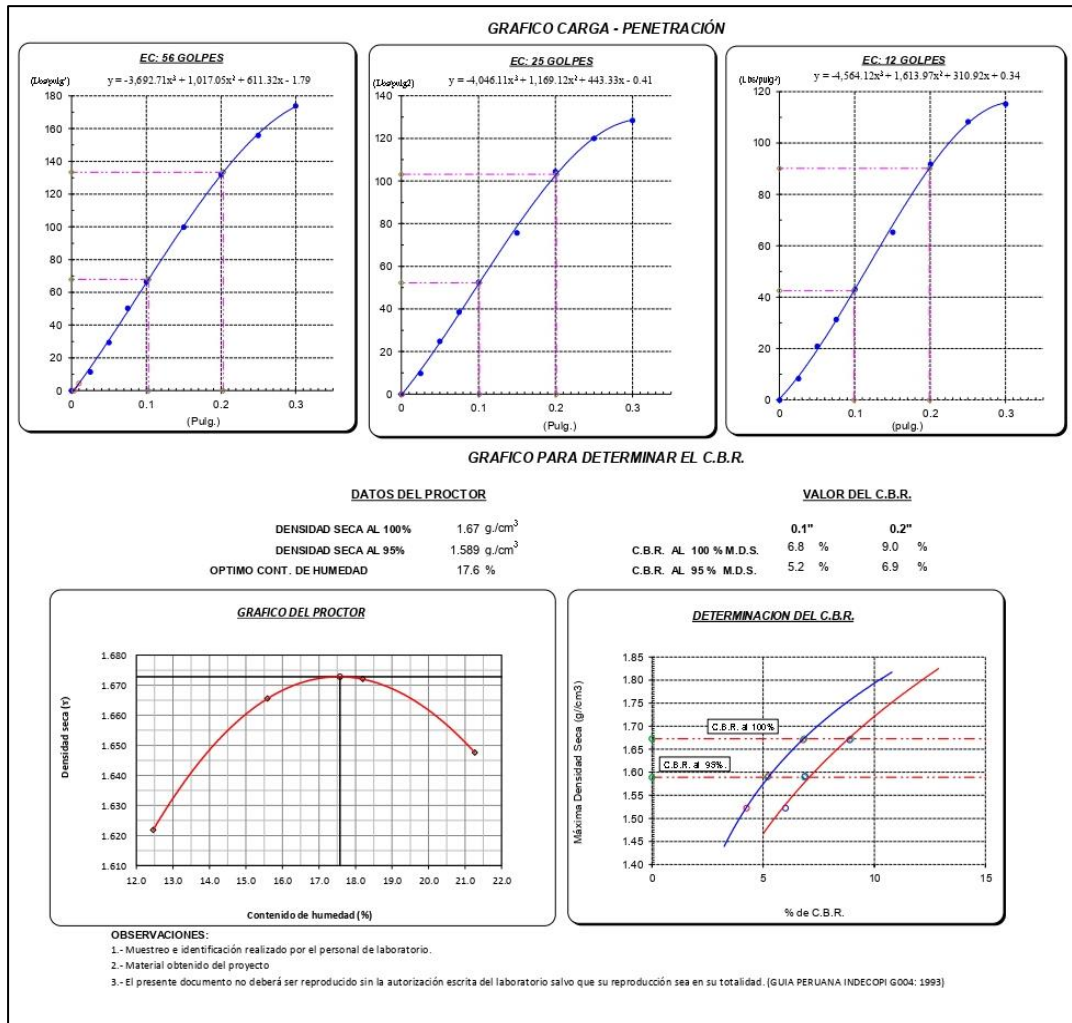 GRAFICO CARGA - PENETRACIÓN
EC: 56 GOLPES
(Lbs/pulg²) y = -3,692.71x³ + 1,017.05x² + 611.32x - 1.79
180
160
140
120
100
80
60
40
20
0
0 0.1 0.2 0.3
(Pulg.)
EC: 25 GOLPES
(Lbs/pulg2) y = -4,046.11x³ + 1,169.12x² + 443.33x - 0.41
140
120
100
80
60
40
20
0
0 0.1 0.2 0.3
(Pulg.)
EC: 12 GOLPES
(Lbs/pulg²) y = -4,564.12x³ + 1,613.97x² + 310.92x + 0.34
120
100
80
60
40
20
0
0 0.1 0.2 0.3
(pulg.)
GRAFICO PARA DETERMINAR EL C.B.R.
DATOS DEL PROCTOR
DENSIDAD SECA AL 100% 1.67 g./cm³
DENSIDAD SECA AL 95% 1.589 g./cm³
OPTIMO CONT. DE HUMEDAD 17.6 %
VALOR DEL C.B.R.
0.1" 0.2"
C.B.R. AL 100 % M.D.S. 6.8 % 9.0 %
C.B.R. AL 95 % M.D.S. 5.2 % 6.9 %
GRAFICO DEL PROCTOR
Densidad seca (ɤ)
1.680
1.670
1.660
1.650
1.640
1.630
1.620
1.610
12.0 13.0 14.0 15.0 16.0 17.0 18.0 19.0 20.0 21.0 22.0
Contenido de humedad (%)
DETERMINACION DEL C.B.R.
Máxima Densidad Seca (g//cm3)
1.85
1.80
1.75
1.70
1.65
1.60
1.55
1.50
1.45
1.40
C.B.R. al 100%
C.B.R. al 95%.
0 5 10 15
% de C.B.R.
OBSERVACIONES:
1.- Muestreo e identificación realizado por el personal de laboratorio.
2.- Material obtenido del proyecto
3.- El presente documento no deberá ser reproducido sin la autorización escrita del laboratorio salvo que su reproducción sea en su totalidad. (GUIA PERUANA INDECOPI G004: 1993)